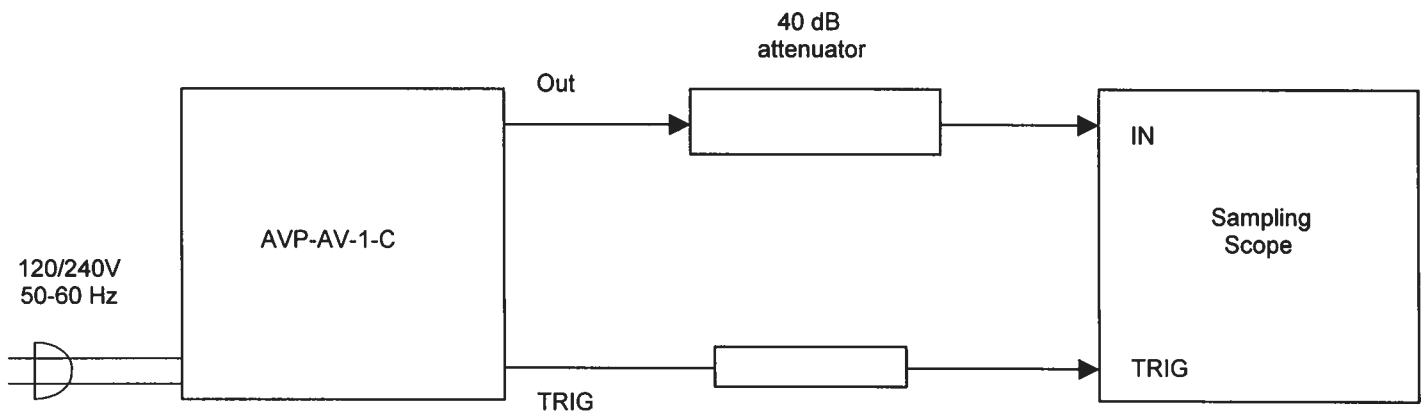 40 dB
attenuator
Out
IN
Sampling
Scope
AVP-AV-1-C
120/240V
50-60 Hz
TRIG
TRIG